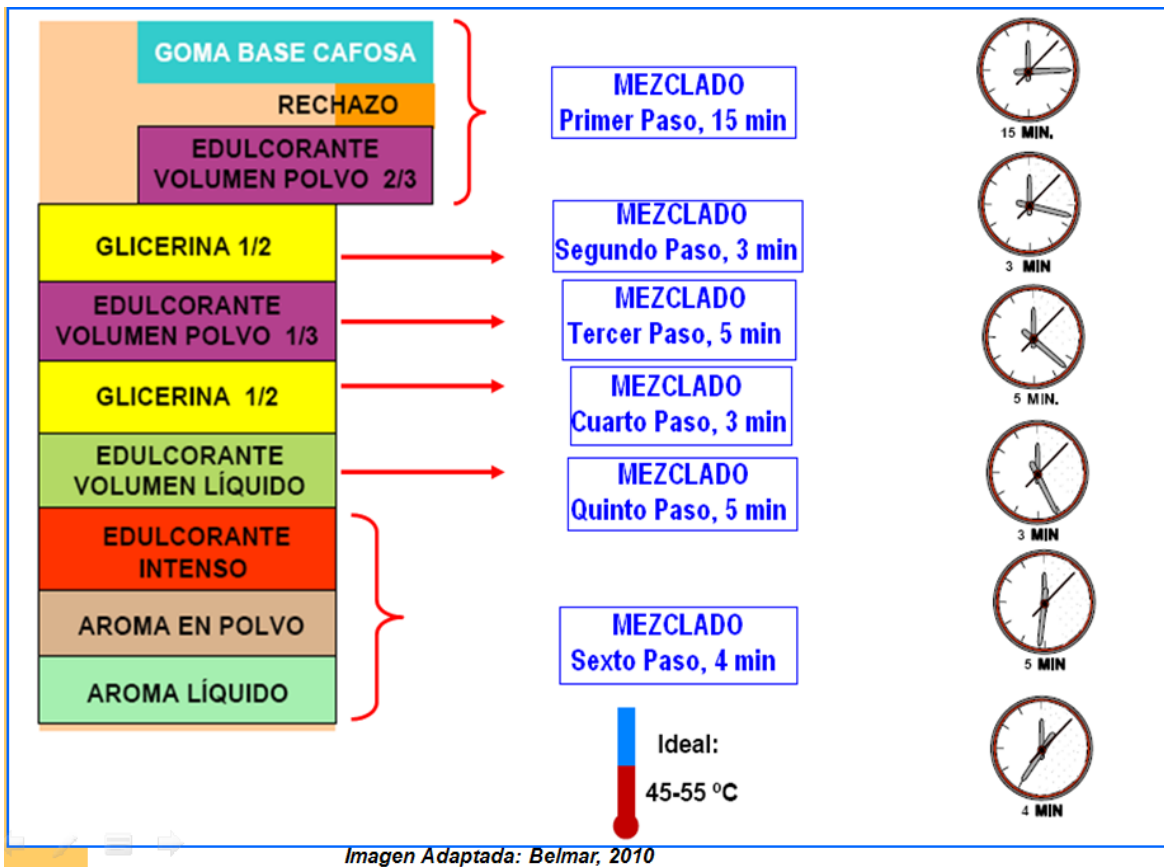 GOMA BASE CAFOSA
RECHAZO
EDULCORANTE
VOLUMEN POLVO 2/3
GLICERINA 1/2
EDULCORANTE
VOLUMEN POLVO 1/3
GLICERINA 1/2
EDULCORANTE
VOLUMEN LÍQUIDO
EDULCORANTE
INTENSO
AROMA EN POLVO
AROMA LÍQUIDO
MEZCLADO
Primer Paso, 15 min
MEZCLADO
Segundo Paso, 3 min
MEZCLADO
Tercer Paso, 5 min
MEZCLADO
Cuarto Paso, 3 min
MEZCLADO
Quinto Paso, 5 min
MEZCLADO
Sexto Paso, 4 min
Ideal:
45-55 ºC
15 MIN.
3 MIN
5 MIN.
3 MIN
5 MIN
4 MIN
Imagen Adaptada: Belmar, 2010